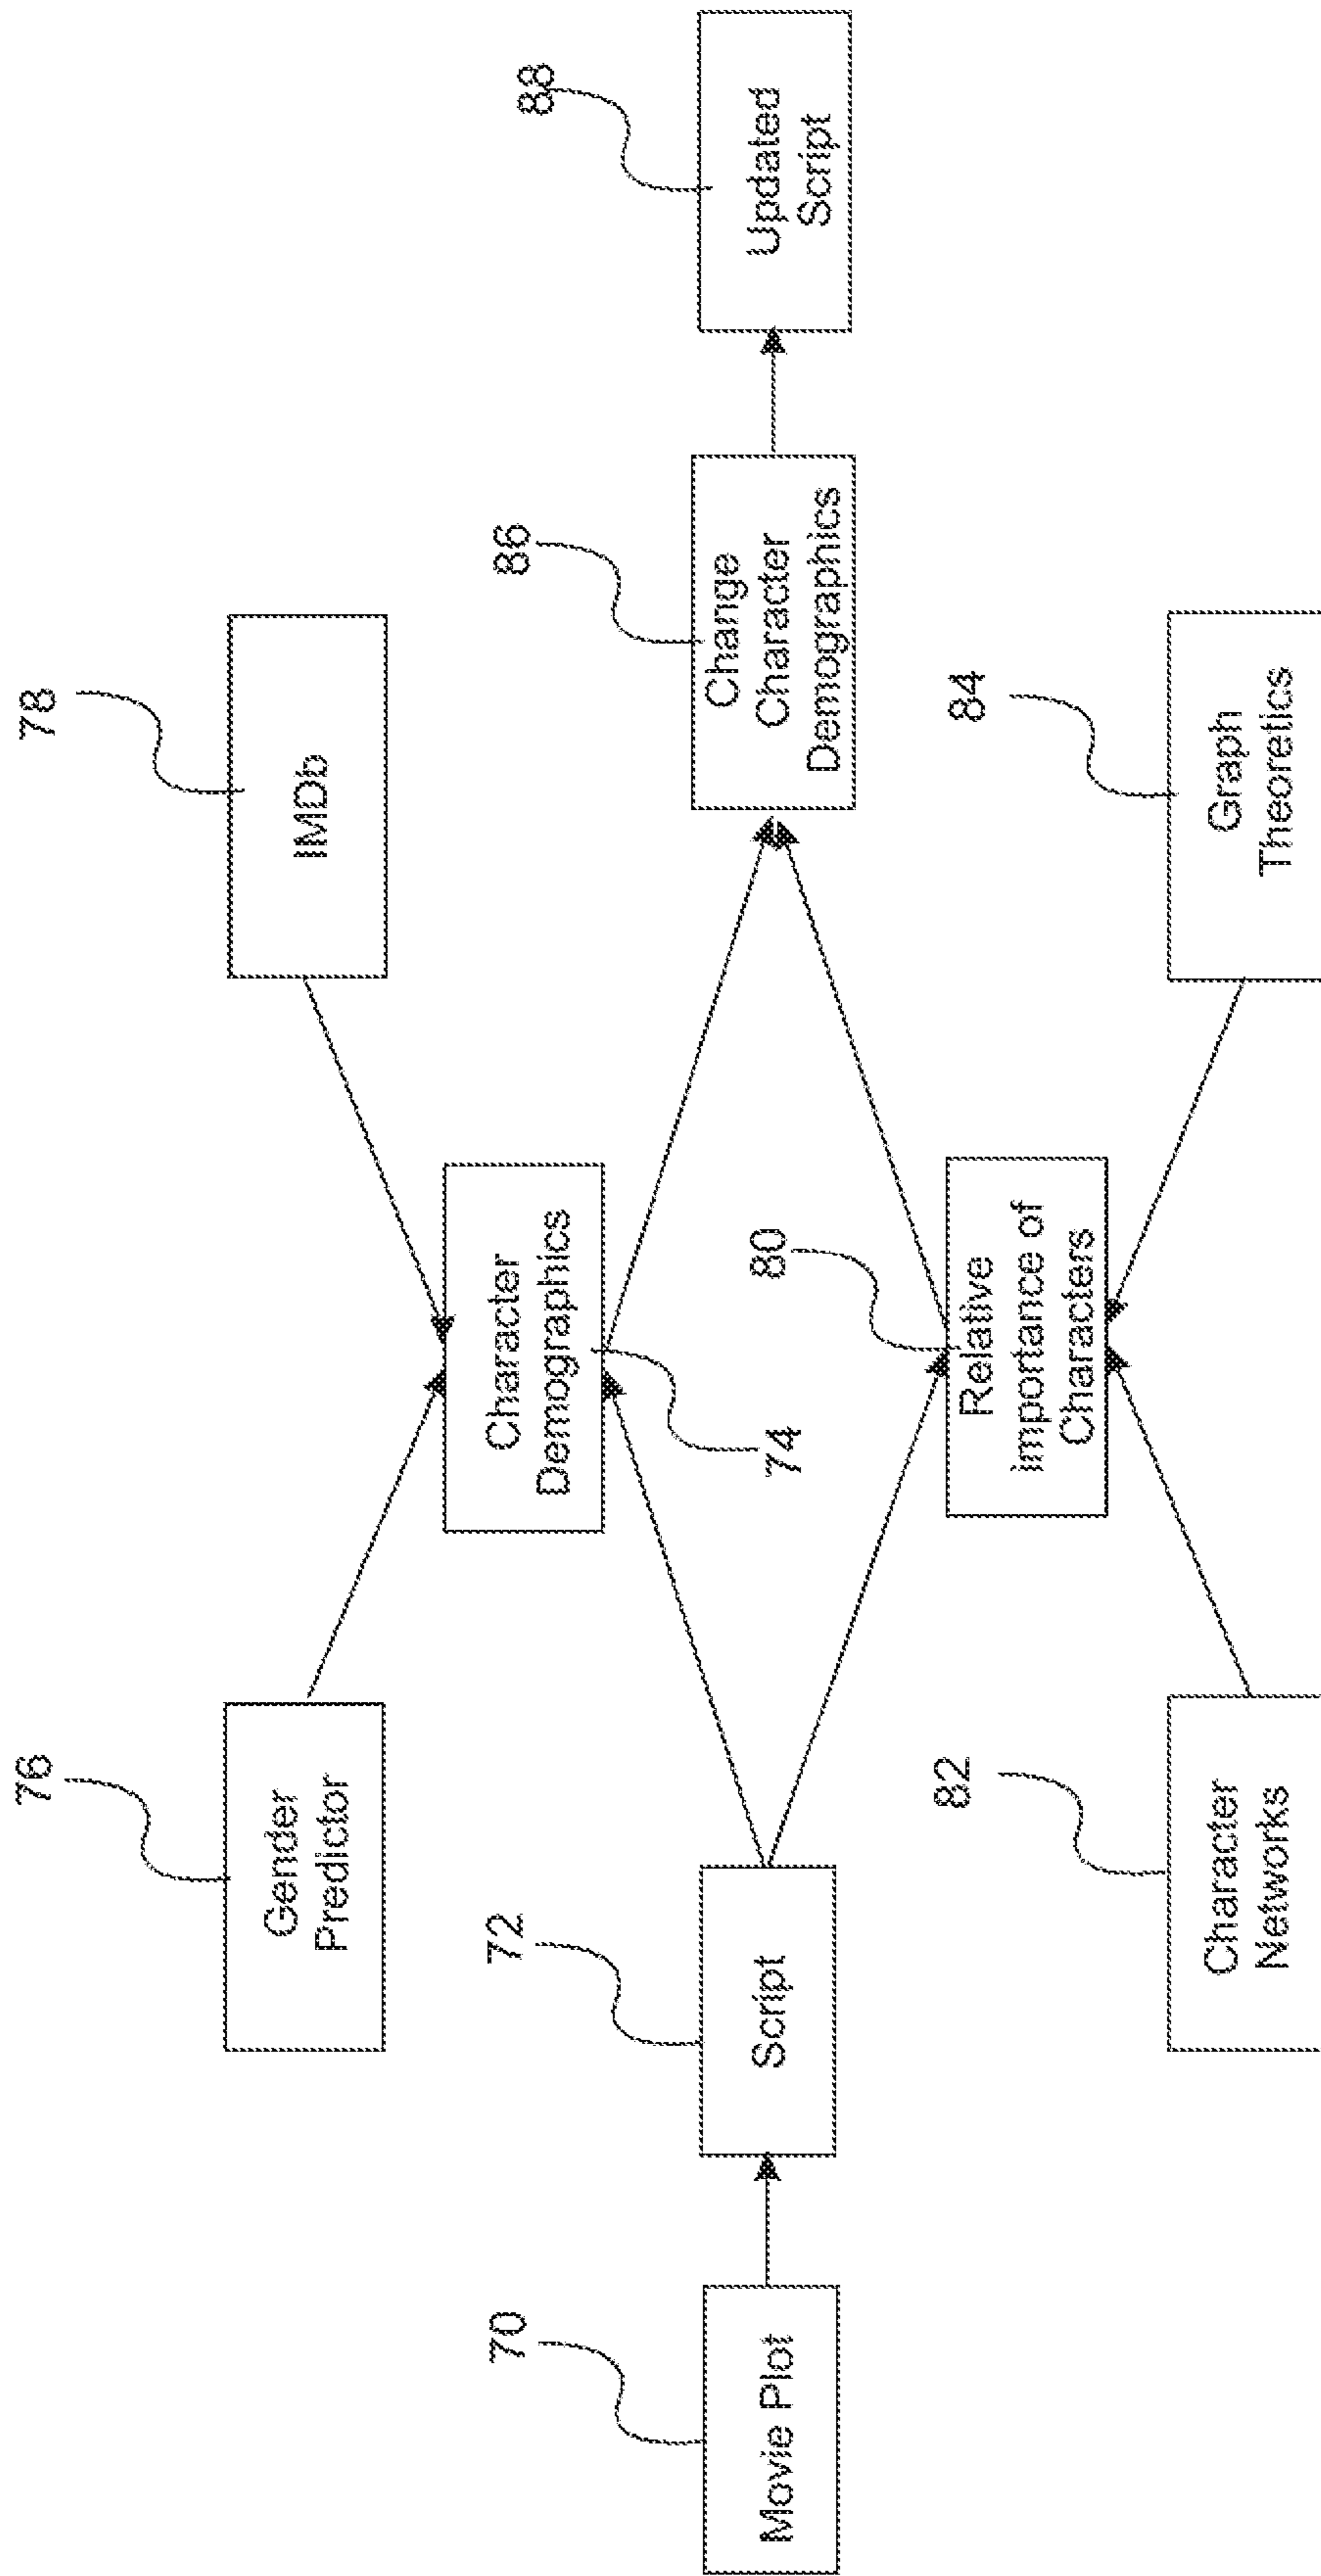 76
Gender
Predictor
78
IMDb
Character
Demographics
74
70
Movie Plot
72
Script
86
Change
Character
Demographics
88
Updated
Script
80
Relative
importance of
Characters
82
Character
Networks
84
Graph
Theoretics